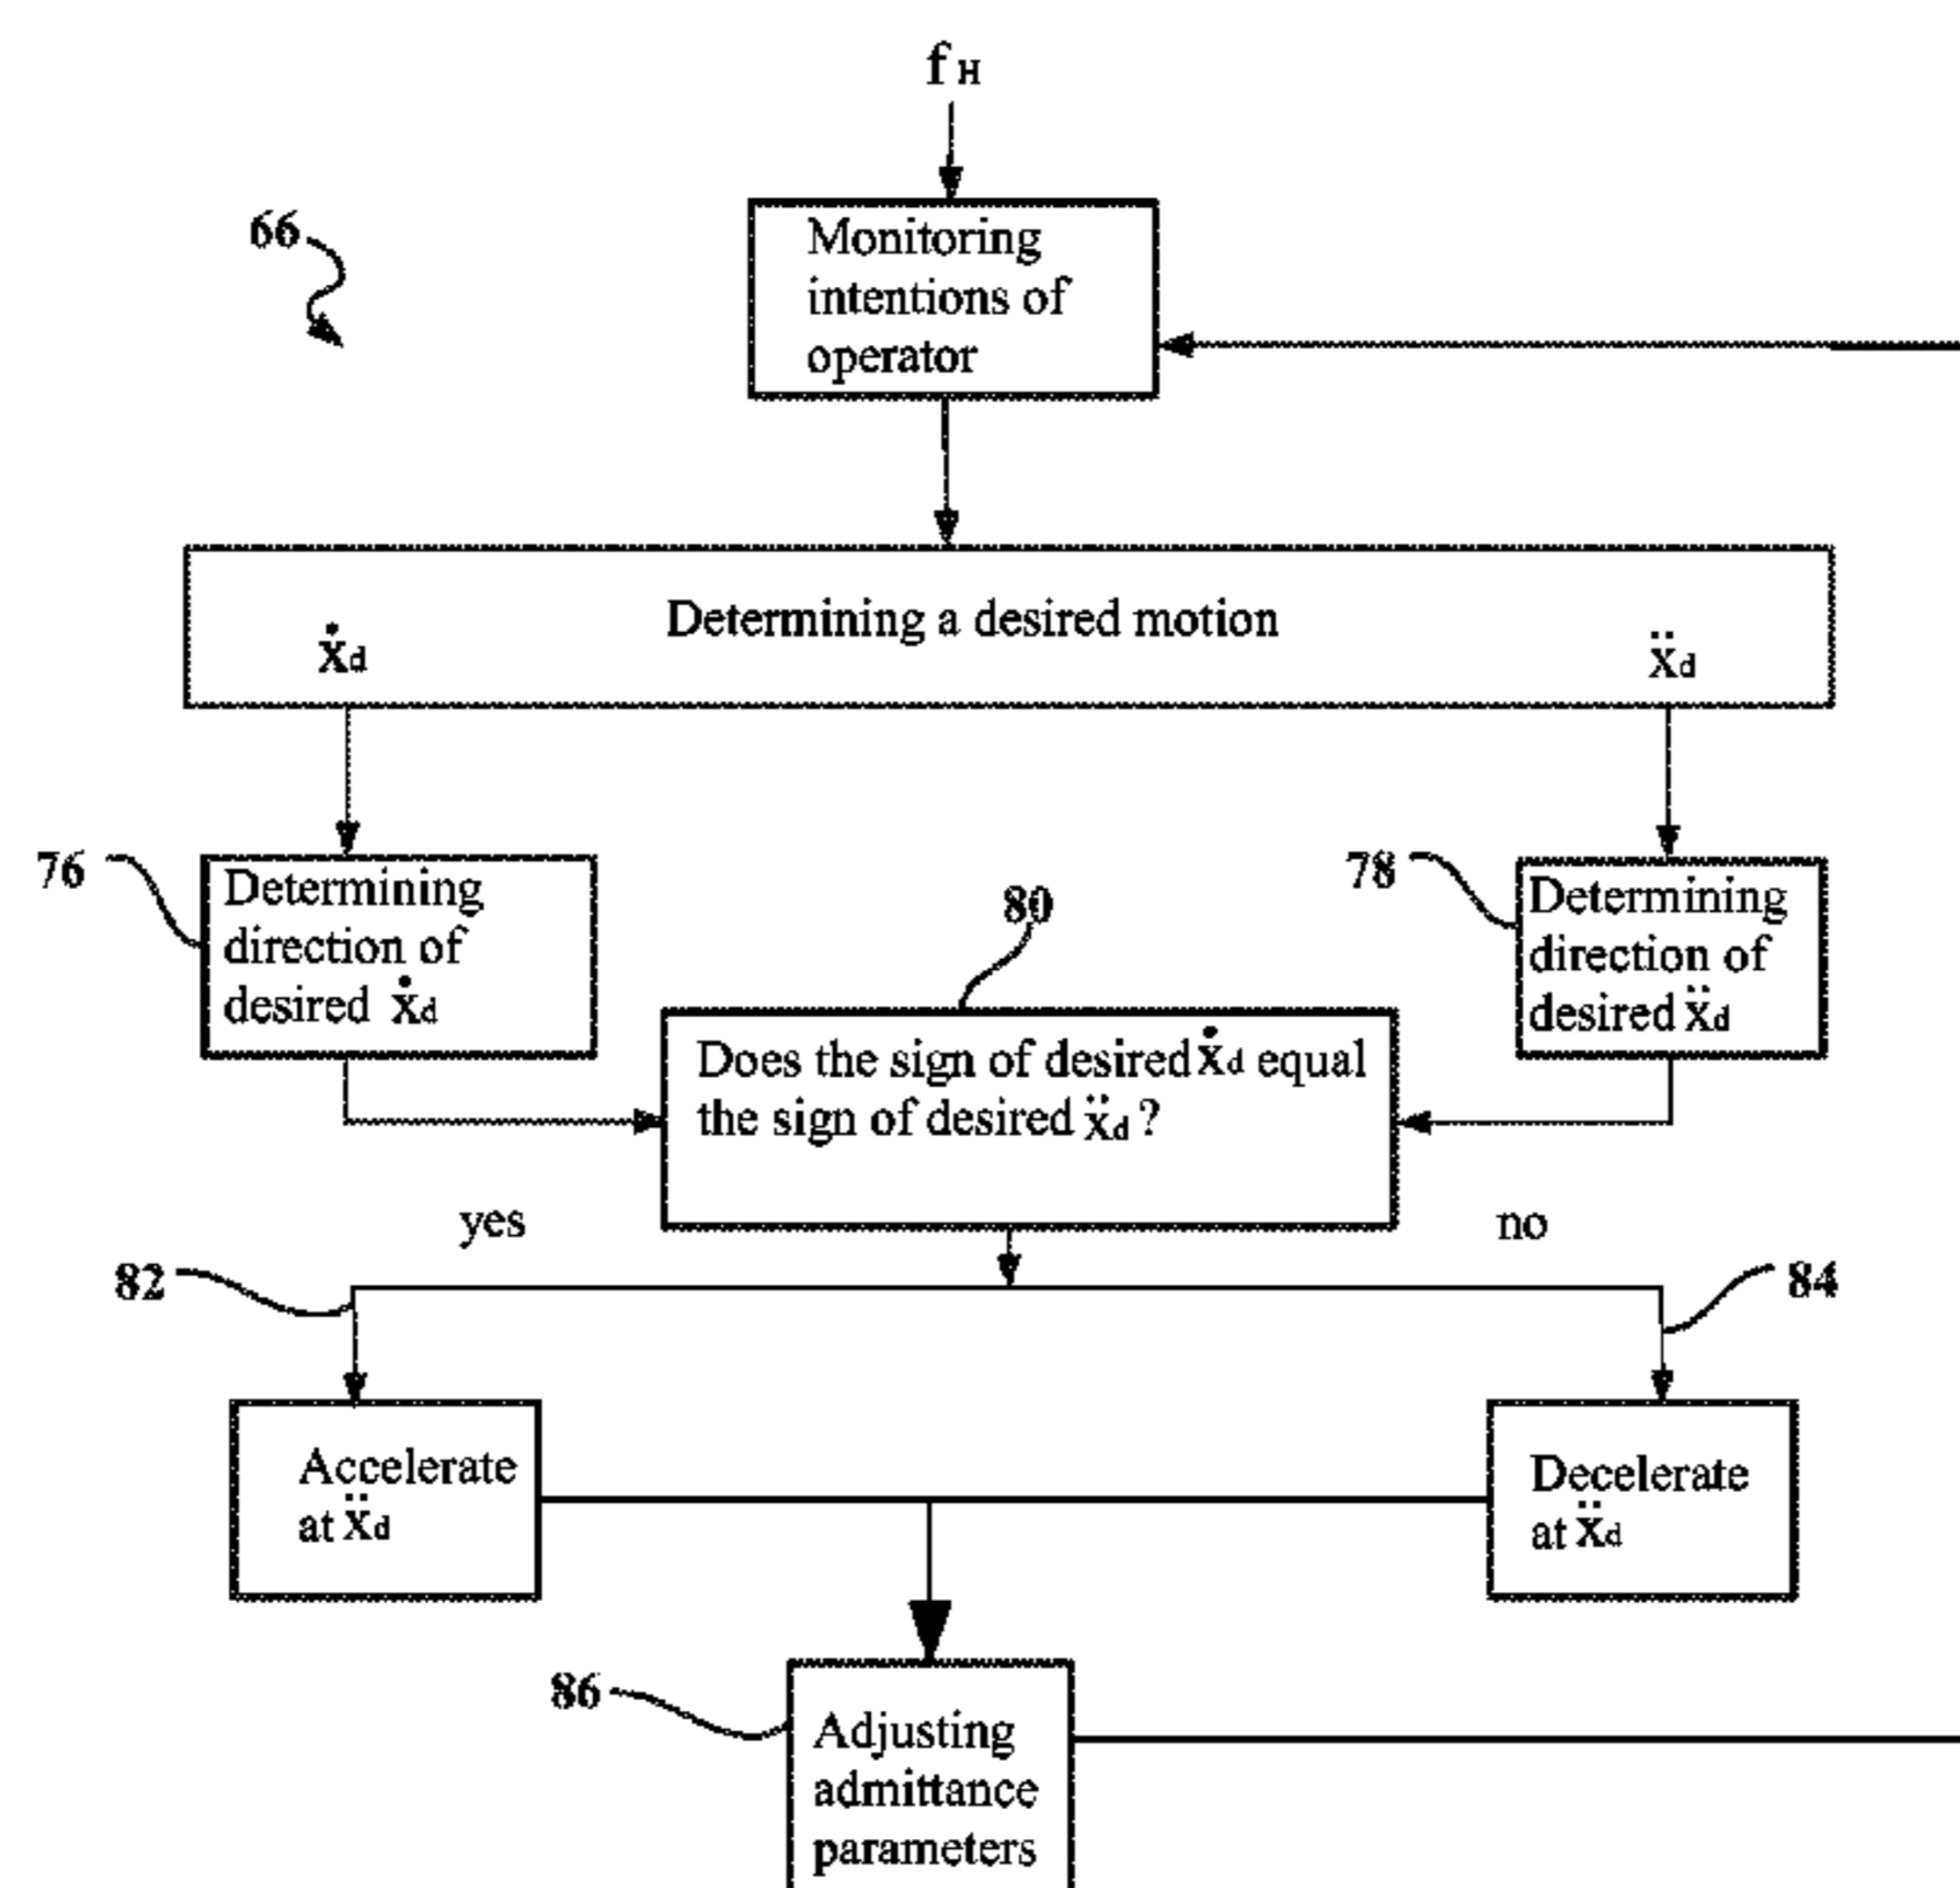 f H
66
Monitoring
intentions of
operator
Determining a desired motion
ẋd
ẍd
76
Determining
direction of
desired ẋd
80
78
Determining
direction of
desired ẍd
Does the sign of desired ẋd equal
the sign of desired ẍd ?
yes
no
82
84
Accelerate
at ẍd
Decelerate
at ẍd
86
Adjusting
admittance
parameters